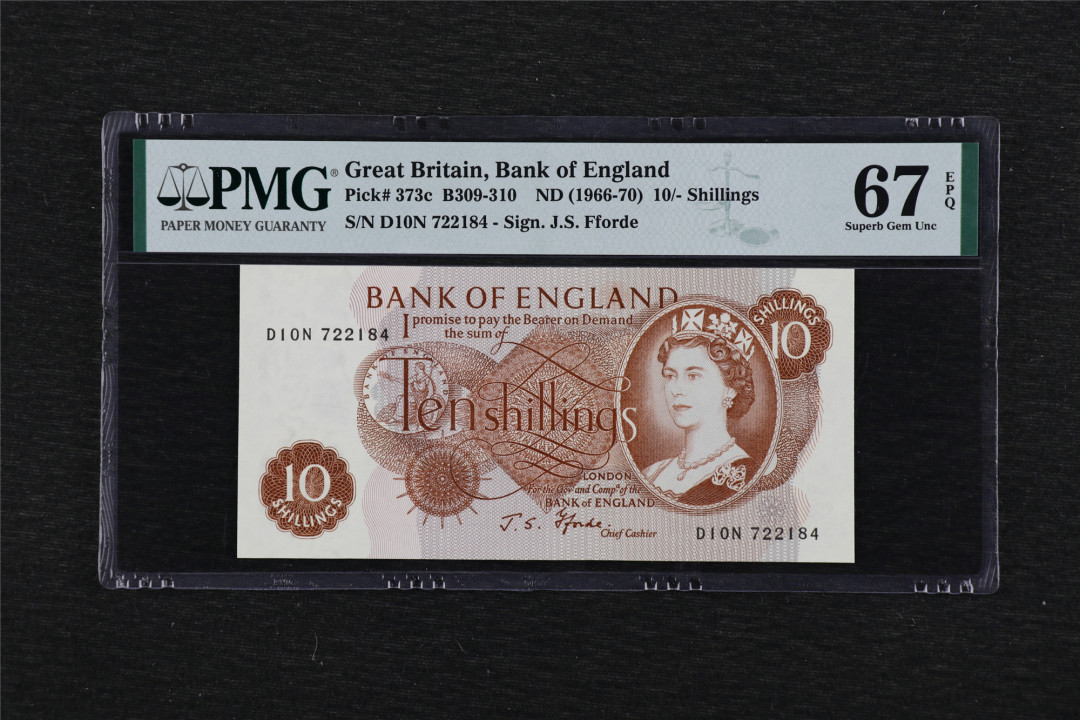 PMG®
PAPER MONEY GUARANTY
Great Britain, Bank of England
Pick# 373c B309-310 ND (1966-70) 10/- Shillings
S/N D10N 722184 - Sign. J.S. Fforde
67
EPQ
Superb Gem Unc
BANK OF ENGLAND
I promise to pay the Bearer on Demand
the sum of
D10N 722184
SHILLINGS
10
BANK OF ENGLAND
Ten shillings
10
SHILLINGS
LONDON
For the Gov.r and Comp.a of the
BANK of ENGLAND
J. S. Fforde.
Chief Cashier
D10N 722184